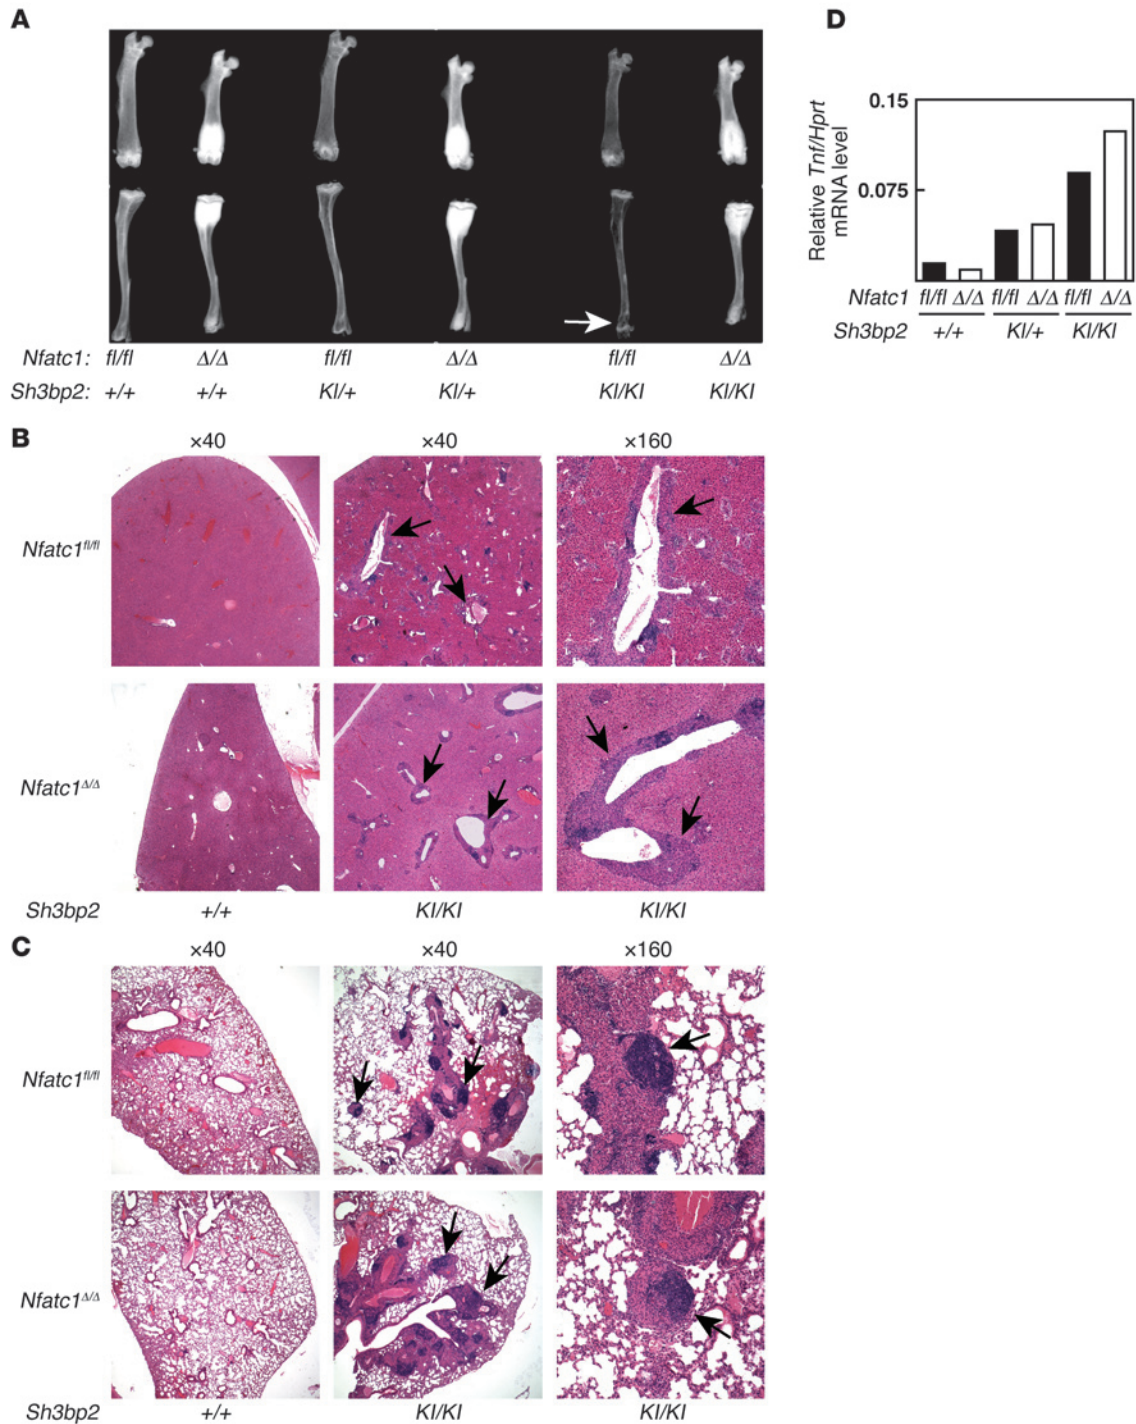 A
Nfatc1: fl/fl Δ/Δ fl/fl Δ/Δ fl/fl Δ/Δ
Sh3bp2: +/+ +/+ KI/+ KI/+ KI/KI KI/KI
D
0.15
0.075
Relative Tnf/Hprt
mRNA level
Nfatc1 fl/fl Δ/Δ fl/fl Δ/Δ fl/fl Δ/Δ
Sh3bp2 +/+ KI/+ KI/KI
B
×40 ×40 ×160
Nfatc1fl/fl
Nfatc1Δ/Δ
Sh3bp2 +/+ KI/KI KI/KI
C
×40 ×40 ×160
Nfatc1fl/fl
Nfatc1Δ/Δ
Sh3bp2 +/+ KI/KI KI/KI